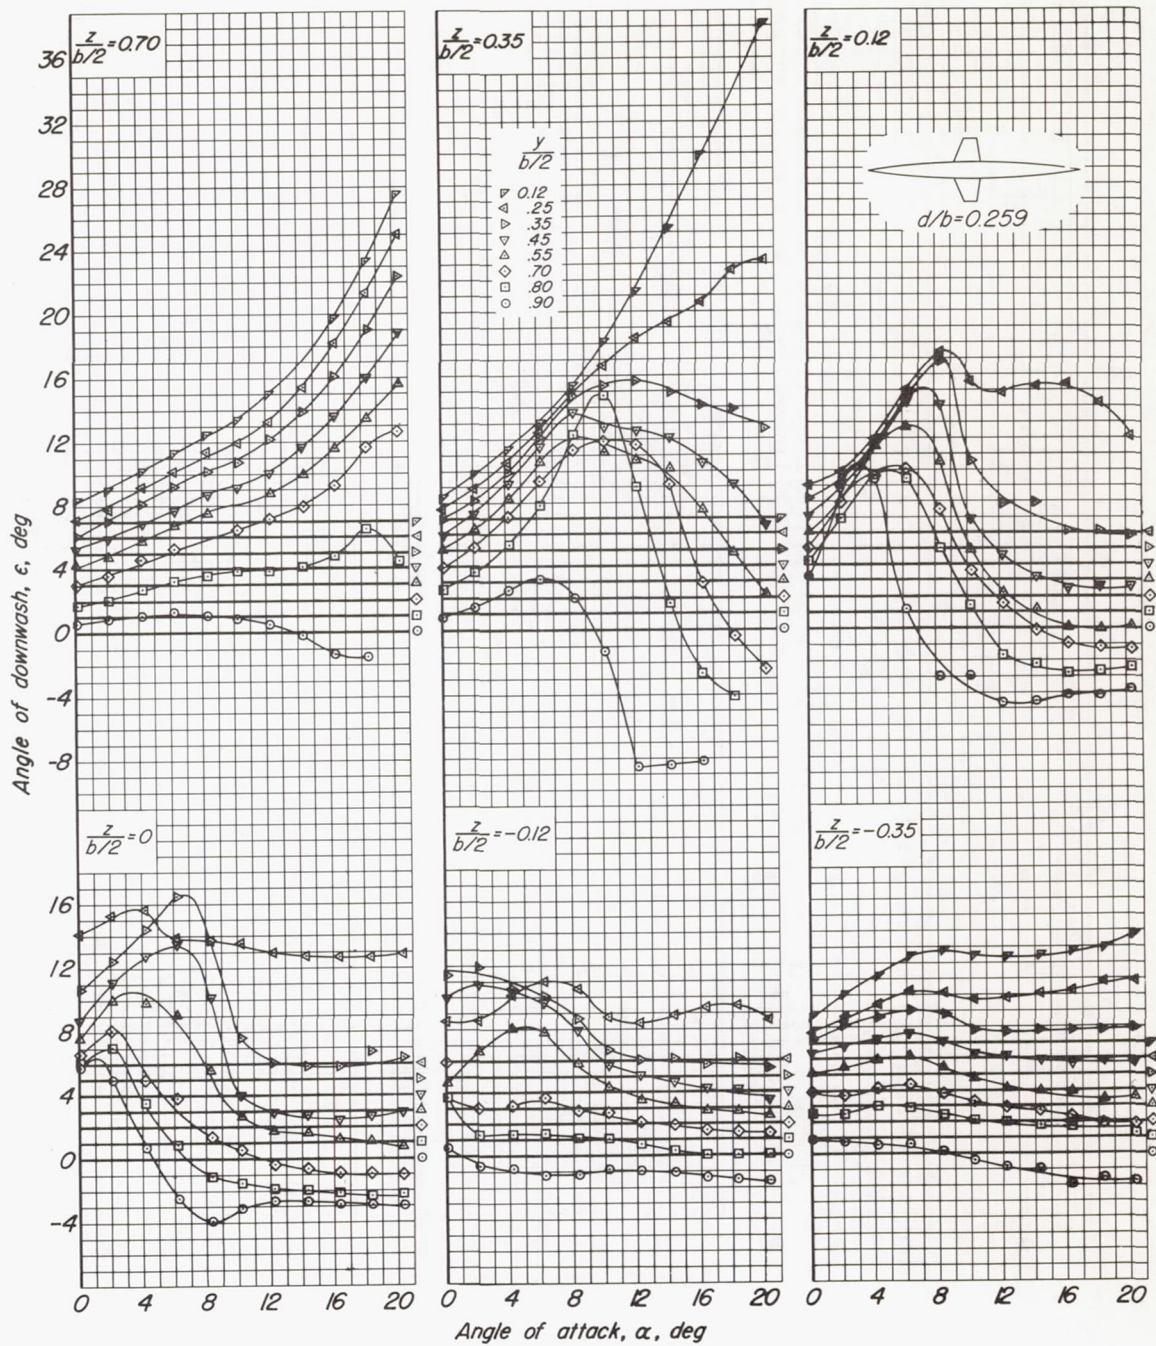 z/b/2 = 0.70
z/b/2 = 0.35
z/b/2 = 0.12
36
32
28
24
20
16
12
8
4
0
-4
-8
y/b/2
0.12
.25
.35
.45
.55
.70
.80
.90
d/b=0.259
Angle of downwash, ε, deg
z/b/2 = 0
z/b/2 = -0.12
z/b/2 = -0.35
16
12
8
4
0
-4
0 4 8 12 16 20
0 4 8 12 16 20
0 4 8 12 16 20
Angle of attack, α, deg